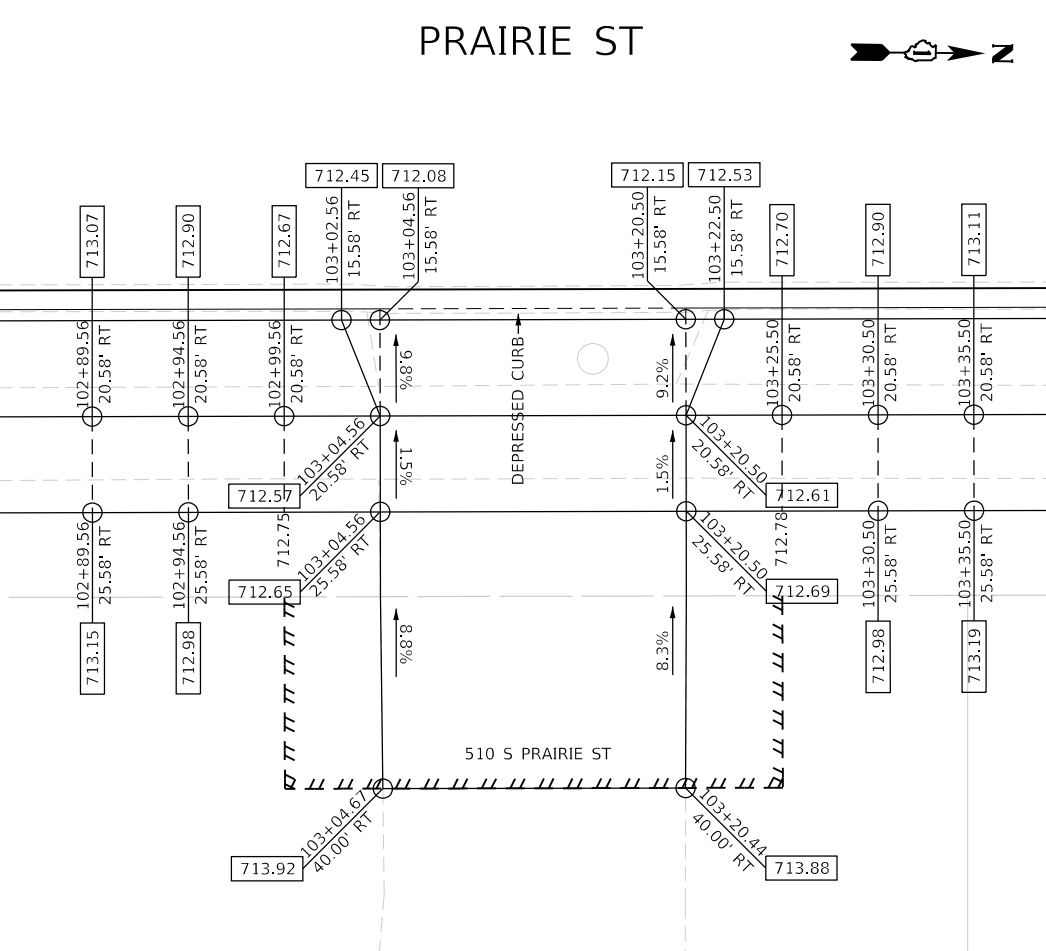 PRAIRIE ST
N
712.45
712.08
712.15
712.53
103+02.56
15.58' RT
103+04.56
15.58' RT
103+20.50
15.58' RT
103+22.50
15.58' RT
713.07
712.90
712.67
712.70
712.90
713.11
102+89.56
20.58' RT
102+94.56
20.58' RT
102+99.56
20.58' RT
9.8%
DEPRESSED CURB
9.2%
103+25.50
20.58' RT
103+30.50
20.58' RT
103+35.50
20.58' RT
103+04.56
20.58' RT
712.57
1.5%
1.5%
103+20.50
20.58' RT
712.61
102+89.56
25.58' RT
102+94.56
25.58' RT
712.75
103+04.56
25.58' RT
712.65
103+20.50
25.58' RT
712.69
712.78
103+30.50
25.58' RT
103+35.50
25.58' RT
713.15
712.98
8.8%
8.3%
712.98
713.19
510 S PRAIRIE ST
103+04.67
40.00' RT
713.92
103+20.44
40.00' RT
713.88